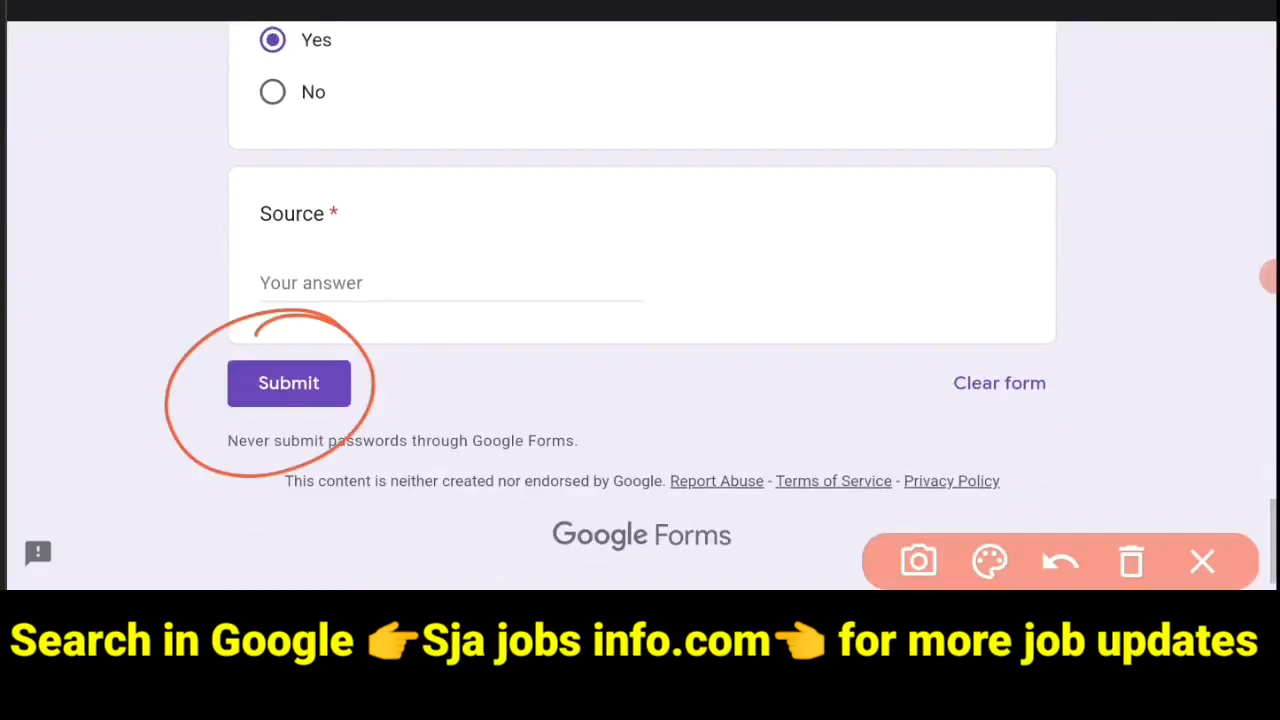 Yes
No
Source *
Your answer
Submit
Clear form
Never submit passwords through Google Forms.
This content is neither created nor endorsed by Google. Report Abuse - Terms of Service - Privacy Policy
Google Forms
Search in Google 👉Sja jobs info.com👈 for more job updates